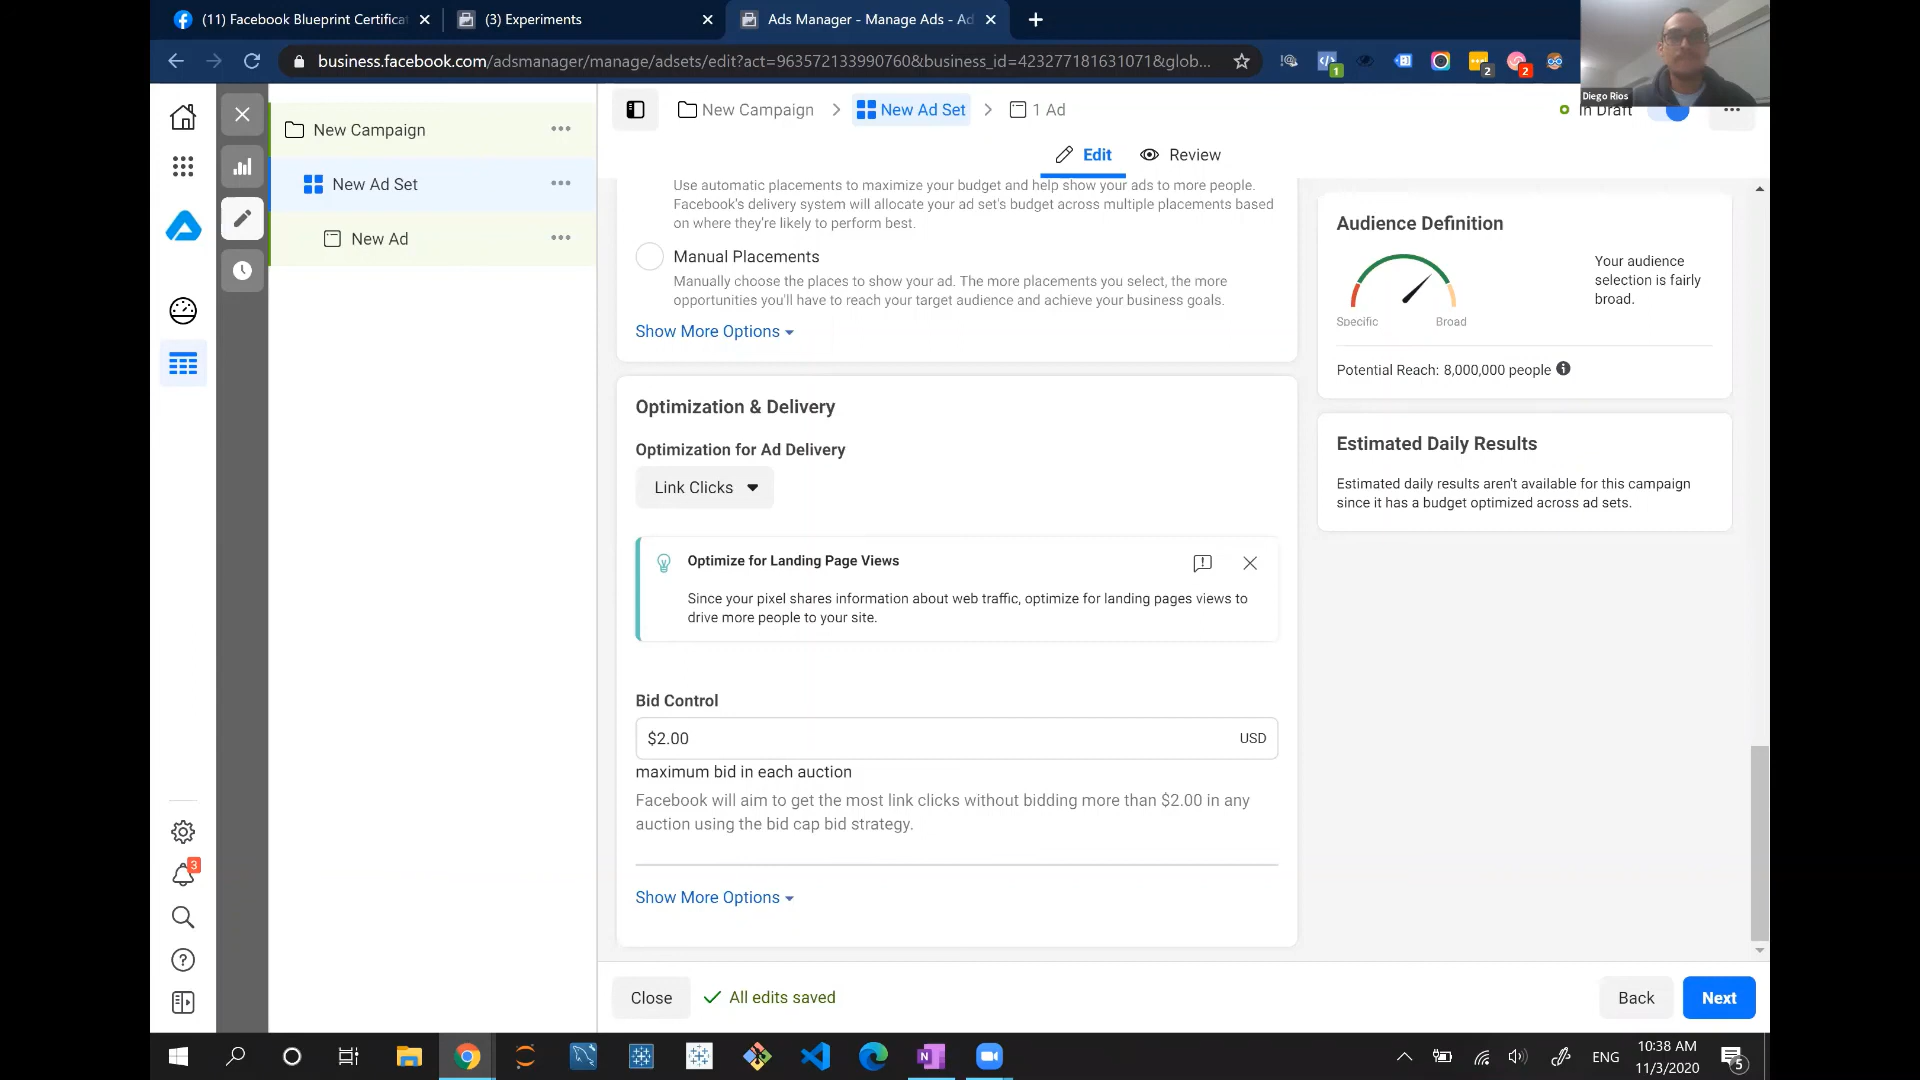 (11) Facebook Blueprint Certifica
(3) Experiments
Ads Manager - Manage Ads - Ad
business.facebook.com/adsmanager/manage/adsets/edit?act=963572133990760&business_id=423277181631071&glob...
1
2
2
Diego Rios
New Campaign
New Ad Set
New Ad
New Campaign
New Ad Set
1 Ad
In Draft
Edit
Review
Use automatic placements to maximize your budget and help show your ads to more people.
Facebook's delivery system will allocate your ad set's budget across multiple placements based
on where they're likely to perform best.
Manual Placements
Manually choose the places to show your ad. The more placements you select, the more
opportunities you'll have to reach your target audience and achieve your business goals.
Show More Options
Optimization & Delivery
Optimization for Ad Delivery
Link Clicks
Optimize for Landing Page Views
Since your pixel shares information about web traffic, optimize for landing pages views to
drive more people to your site.
Bid Control
$2.00
USD
maximum bid in each auction
Facebook will aim to get the most link clicks without bidding more than $2.00 in any
auction using the bid cap bid strategy.
Show More Options
Audience Definition
Your audience
selection is fairly
broad.
Specific
Broad
Potential Reach: 8,000,000 people
Estimated Daily Results
Estimated daily results aren't available for this campaign
since it has a budget optimized across ad sets.
3
Close
All edits saved
Back
Next
N
ENG
10:38 AM
11/3/2020
5